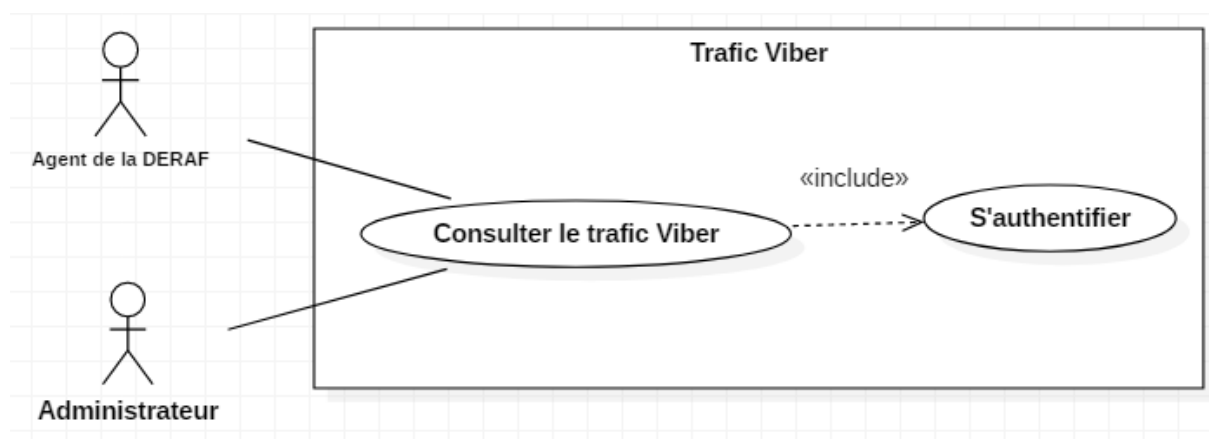 Trafic Viber
Agent de la DERAF
«include»
Consulter le trafic Viber
S'authentifier
Administrateur